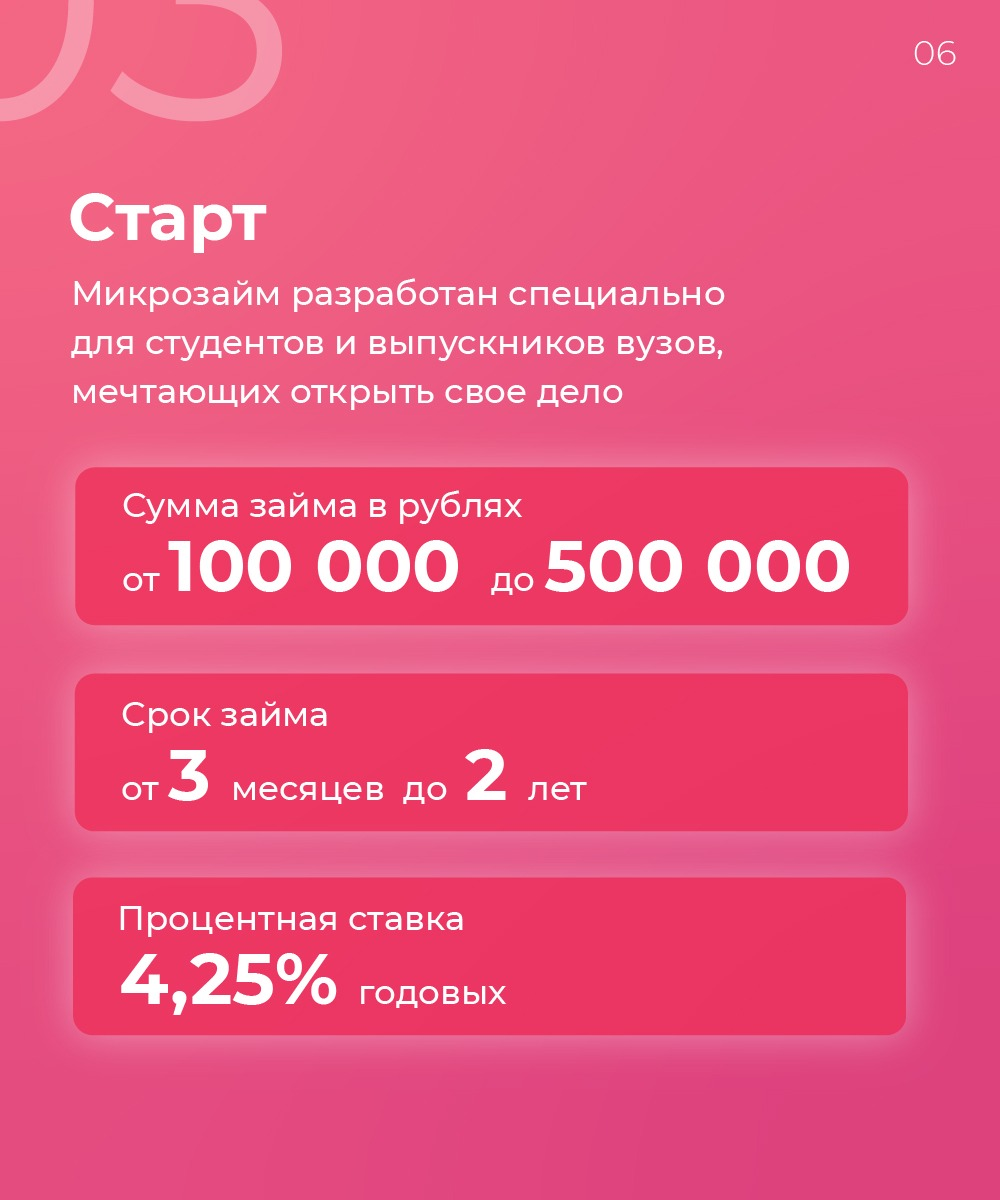 03
06
Старт
Микрозайм разработан специально
для студентов и выпускников вузов,
мечтающих открыть свое дело
Сумма займа в рублях
от 100 000 до 500 000
Срок займа
от 3 месяцев до 2 лет
Процентная ставка
4,25% годовых